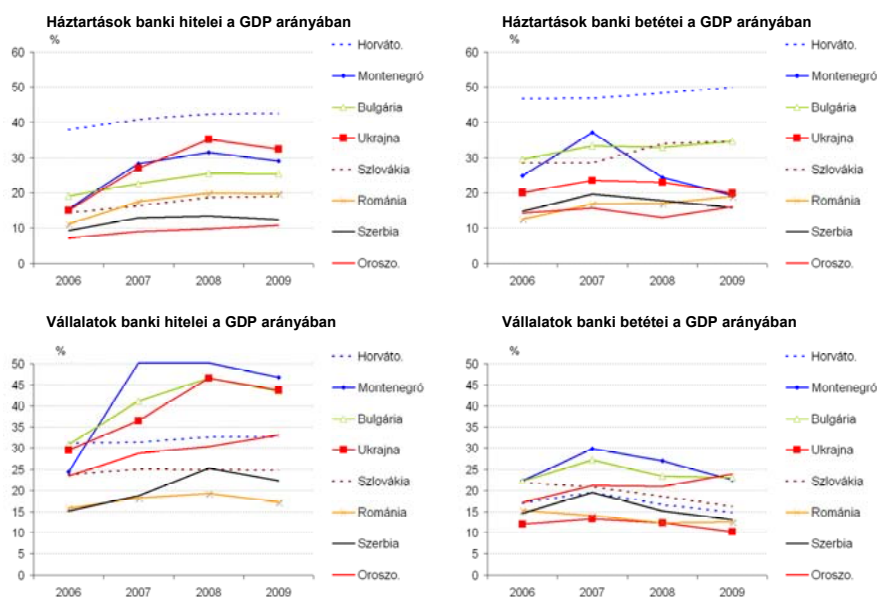 Háztartások banki hitelei a GDP arányában
%
60
50
40
30
20
10
0
2006 2007 2008 2009
Horváto.
Montenegró
Bulgária
Ukrajna
Szlovákia
Románia
Szerbia
Oroszo.
Háztartások banki betétei a GDP arányában
%
60
50
40
30
20
10
0
2006 2007 2008 2009
Horváto.
Montenegró
Bulgária
Ukrajna
Szlovákia
Románia
Szerbia
Oroszo.
Vállalatok banki hitelei a GDP arányában
%
50
45
40
35
30
25
20
15
10
5
0
2006 2007 2008 2009
Horváto.
Montenegró
Bulgária
Ukrajna
Szlovákia
Románia
Szerbia
Oroszo.
Vállalatok banki betétei a GDP arányában
%
50
45
40
35
30
25
20
15
10
5
0
2006 2007 2008 2009
Horváto.
Montenegró
Bulgária
Ukrajna
Szlovákia
Románia
Szerbia
Oroszo.